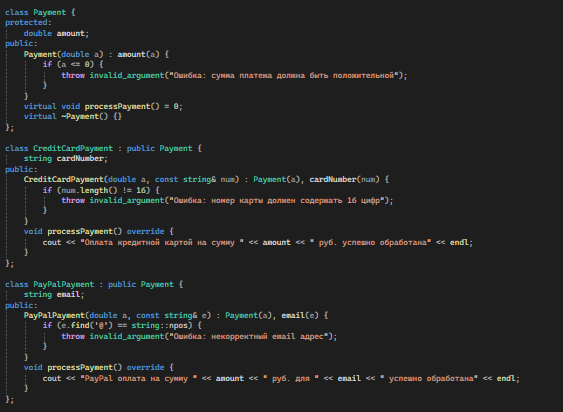 class Payment {
protected:
    double amount;
public:
    Payment(double a) : amount(a) {
        if (a <= 0) {
            throw invalid_argument("Ошибка: сумма платежа должна быть положительной");
        }
    }
    virtual void processPayment() = 0;
    virtual ~Payment() {}
};

class CreditCardPayment : public Payment {
    string cardNumber;
public:
    CreditCardPayment(double a, const string& num) : Payment(a), cardNumber(num) {
        if (num.length() != 16) {
            throw invalid_argument("Ошибка: номер карты должен содержать 16 цифр");
        }
    }
    void processPayment() override {
        cout << "Оплата кредитной картой на сумму " << amount << " руб. успешно обработана" << endl;
    }
};

class PayPalPayment : public Payment {
    string email;
public:
    PayPalPayment(double a, const string& e) : Payment(a), email(e) {
        if (e.find('@') == string::npos) {
            throw invalid_argument("Ошибка: некорректный email адрес");
        }
    }
    void processPayment() override {
        cout << "PayPal оплата на сумму " << amount << " руб. для " << email << " успешно обработана" << endl;
    }
};